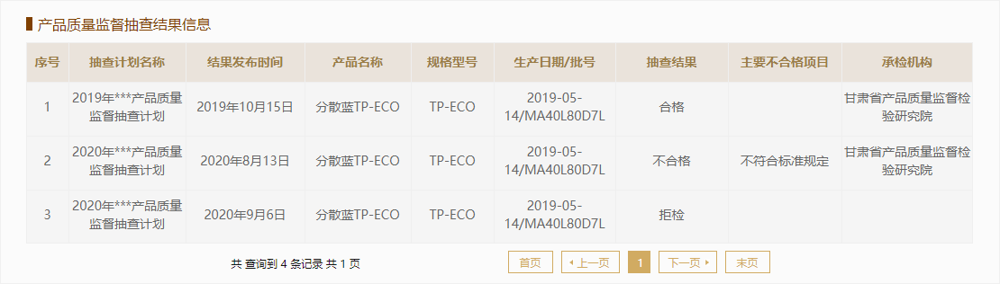 产品质量监督抽查结果信息
序号 抽查计划名称 结果发布时间 产品名称 规格型号 生产日期/批号 抽查结果 主要不合格项目 承检机构
1 2019年***产品质量监督抽查计划 2019年10月15日 分散蓝TP-ECO TP-ECO 2019-05-14/MA40L80D7L 合格 甘肃省产品质量监督检验研究院
2 2020年***产品质量监督抽查计划 2020年8月13日 分散蓝TP-ECO TP-ECO 2019-05-14/MA40L80D7L 不合格 不符合标准规定 甘肃省产品质量监督检验研究院
3 2020年***产品质量监督抽查计划 2020年9月6日 分散蓝TP-ECO TP-ECO 2019-05-14/MA40L80D7L 拒检
共 查询到 4 条记录 共 1 页 首页 上一页 1 下一页 末页